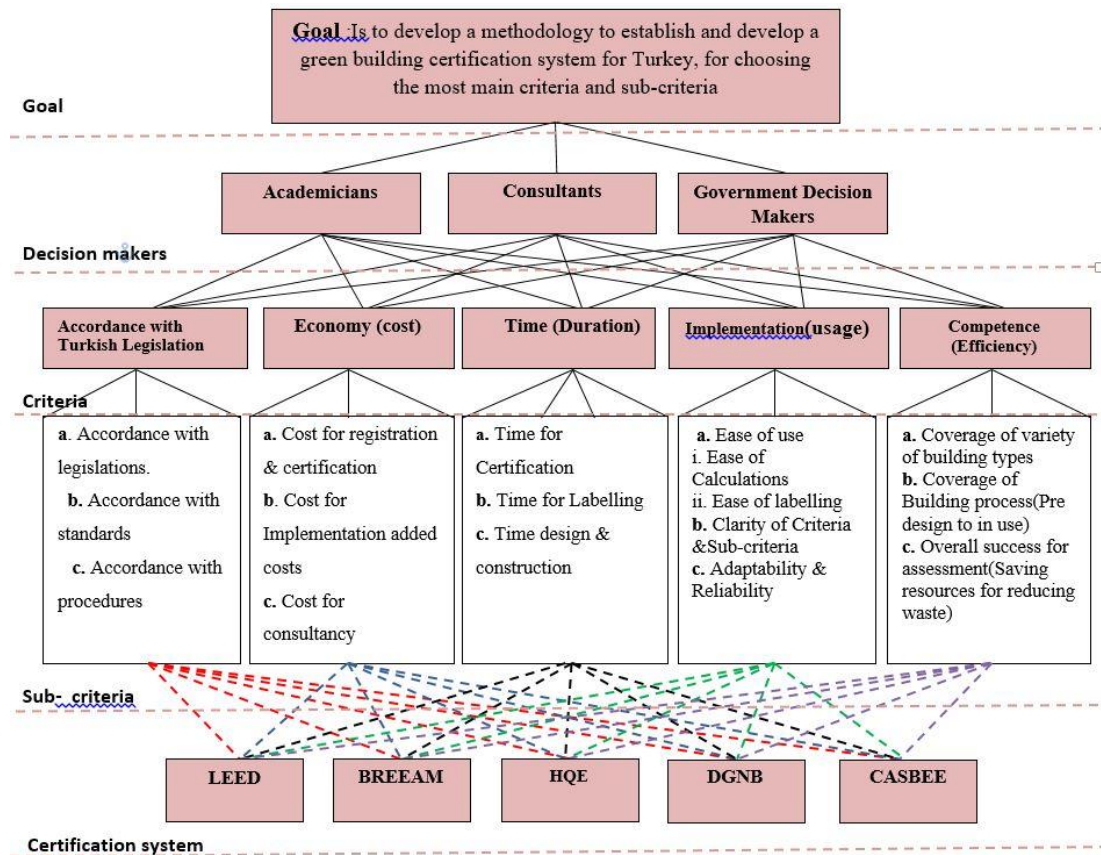 Goal :Is to develop a methodology to establish and develop a
green building certification system for Turkey, for choosing
the most main criteria and sub-criteria
Goal
Academicians
Consultants
Government Decision
Makers
Decision makers
Accordance with
Turkish Legislation
Economy (cost)
Time (Duration)
Implementation(usage)
Competence
(Efficiency)
Criteria
a. Accordance with
legislations.
b. Accordance with
standards
c. Accordance with
procedures
a. Cost for registration
& certification
b. Cost for
Implementation added
costs
c. Cost for
consultancy
a. Time for
Certification
b. Time for Labelling
c. Time design &
construction
a. Ease of use
i. Ease of
Calculations
ii. Ease of labelling
b. Clarity of Criteria
&Sub-criteria
c. Adaptability &
Reliability
a. Coverage of variety
of building types
b. Coverage of
Building process(Pre
design to in use)
c. Overall success for
assessment(Saving
resources for reducing
waste)
Sub- criteria
LEED
BREEAM
HQE
DGNB
CASBEE
Certification system